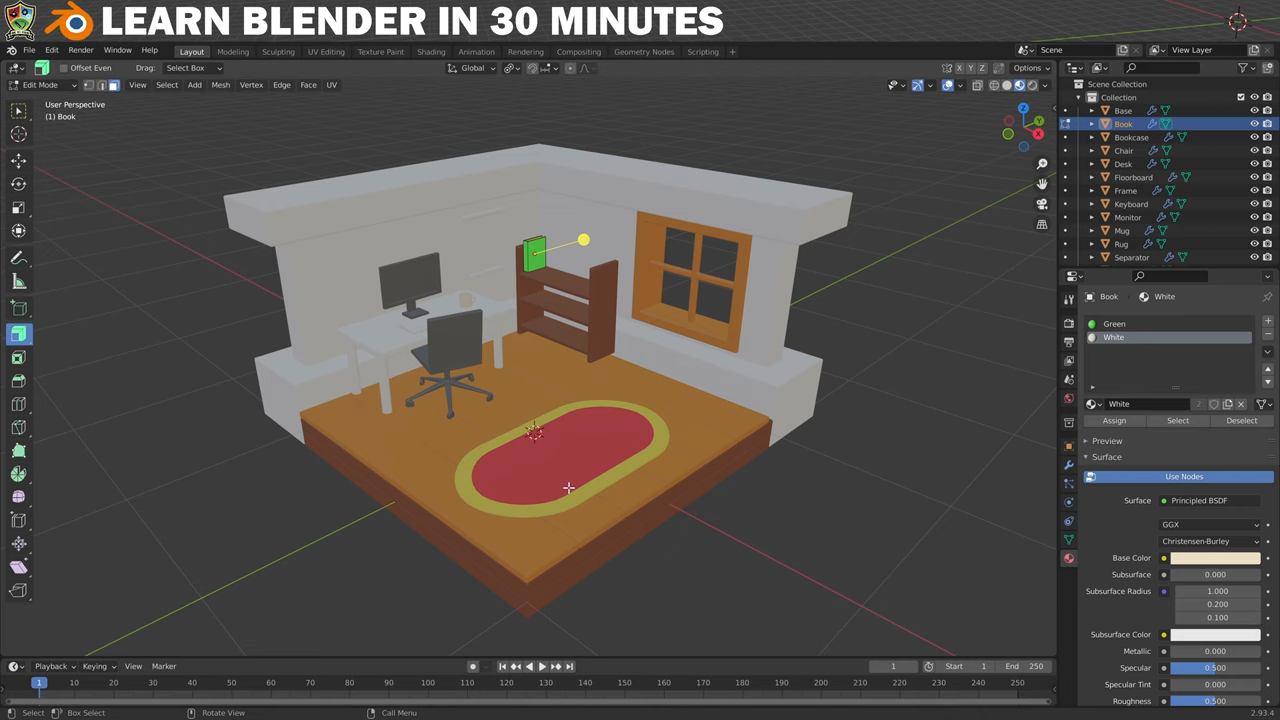 LEARN BLENDER IN 30 MINUTES
File Edit Render Window Help
Layout Modeling Sculpting UV Editing Texture Paint Shading Animation Rendering Compositing Geometry Nodes Scripting +
Scene
View Layer
Offset Even Drag: Select Box
Global
X Y Z Options
Edit Mode View Select Add Mesh Vertex Edge Face UV
User Perspective
(1) Book
Z
Y
X
Scene Collection
Collection
Base
Book
Bookcase
Chair
Desk
Floorboard
Frame
Keyboard
Monitor
Mug
Rug
Separator
Book > White
Green
White
White 2
Assign Select Deselect
Preview
Surface
Use Nodes
Surface Principled BSDF
GGX
Christensen-Burley
Base Color
Subsurface 0.000
Subsurface Radius 1.000
0.200
0.100
Subsurface Color
Metallic 0.000
Specular 0.500
Specular Tint 0.000
Roughness 0.500
Playback Keying View Marker
1 Start 1 End 250
1 10 20 30 40 50 60 70 80 90 100 110 120 130 140 150 160 170 180 190 200 210 220 230 240 250
Select Box Select Rotate View Call Menu
2.93.4